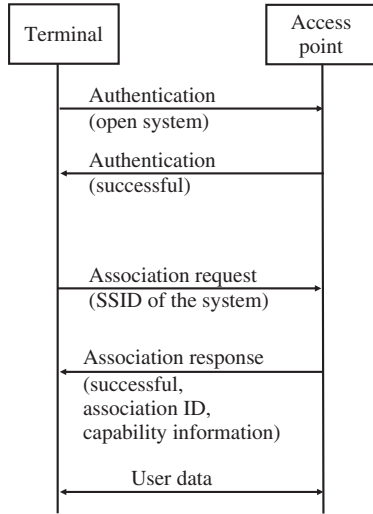 Terminal
Access
point
Authentication
(open system)
Authentication
(successful)
Association request
(SSID of the system)
Association response
(successful,
association ID,
capability information)
User data